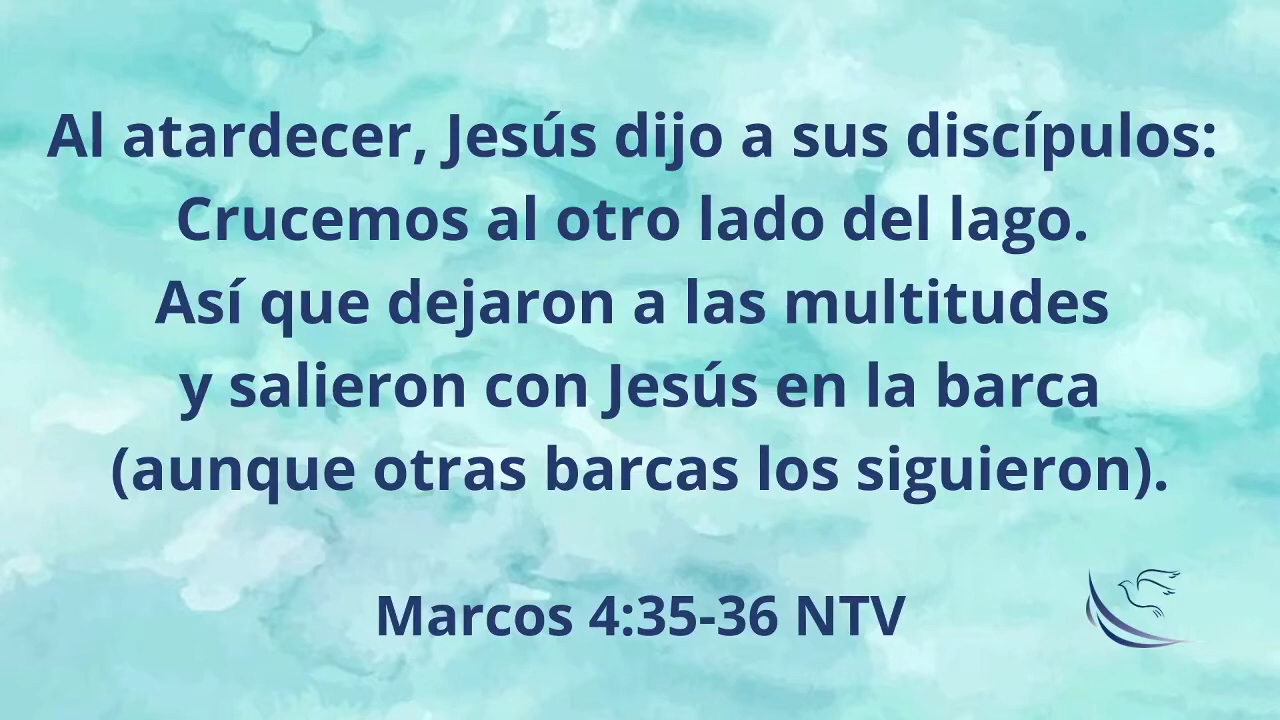 Al atardecer, Jesús dijo a sus discípulos:
Crucemos al otro lado del lago.
Así que dejaron a las multitudes
y salieron con Jesús en la barca
(aunque otras barcas los siguieron).
Marcos 4:35-36 NTV